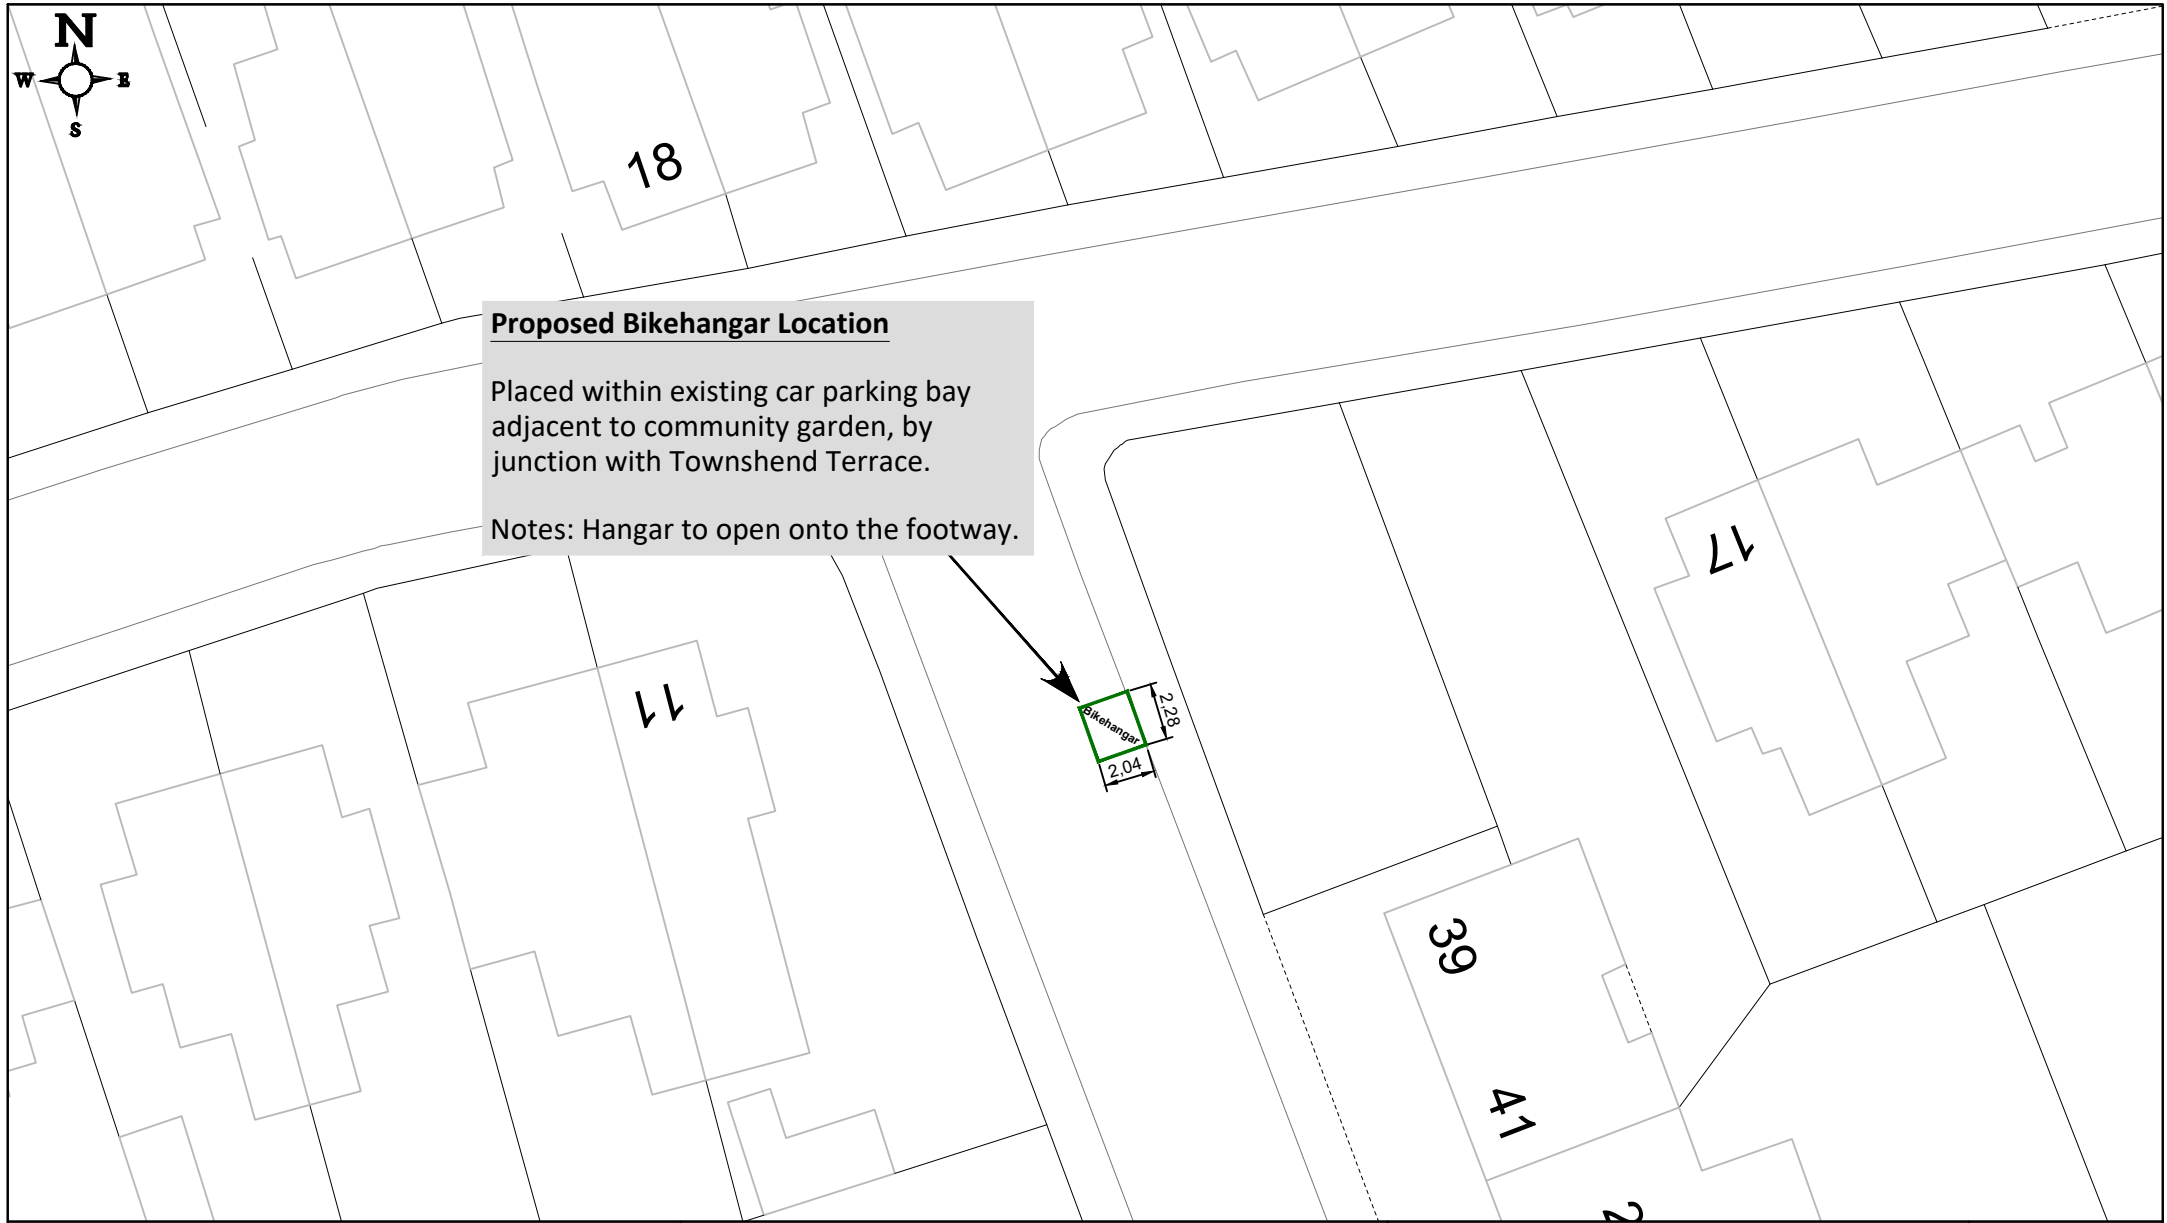 N
W E
S
18
Proposed Bikehangar Location
Placed within existing car parking bay
adjacent to community garden, by
junction with Townshend Terrace.
Notes: Hangar to open onto the footway.
17
11
Bikehangar
2,28
2,04
39
41